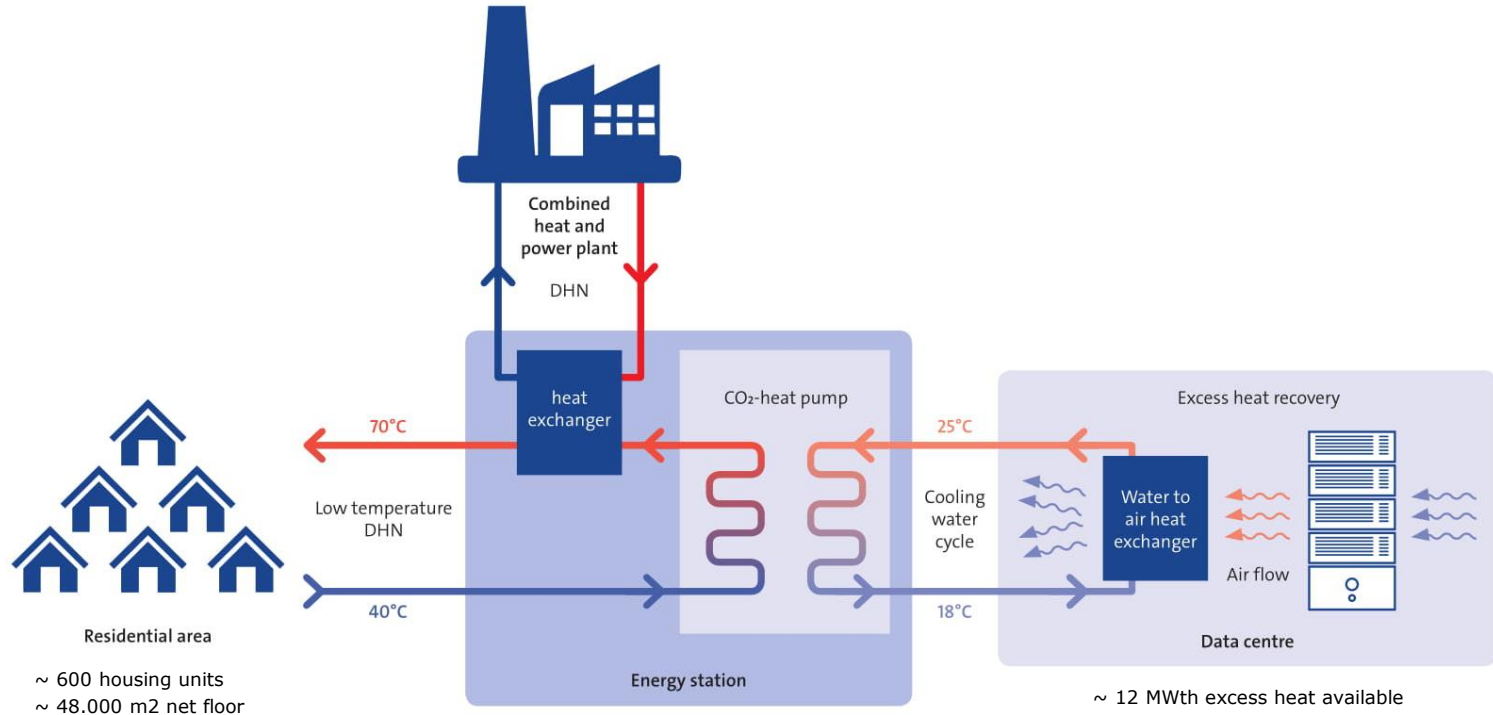 Combined
heat and
power plant
DHN
heat
exchanger
CO₂-heat pump
Excess heat recovery
70°C
25°C
Low temperature
DHN
Cooling
water
cycle
Water to
air heat
exchanger
Air flow
40°C
18°C
Residential area
Data centre
Energy station
~ 600 housing units
~ 48.000 m2 net floor
~ 12 MWth excess heat available